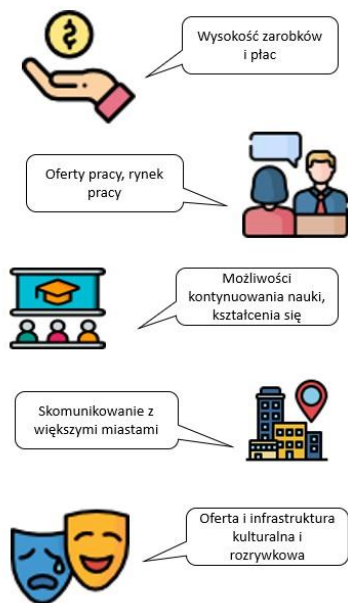 Wysokość zarobków
i płac
Oferty pracy, rynek
pracy
Możliwości
kontynuowania nauki,
kształcenia się
Skomunikowanie z
większymi miastami
Oferta i infrastruktura
kulturalna i
rozrywkowa